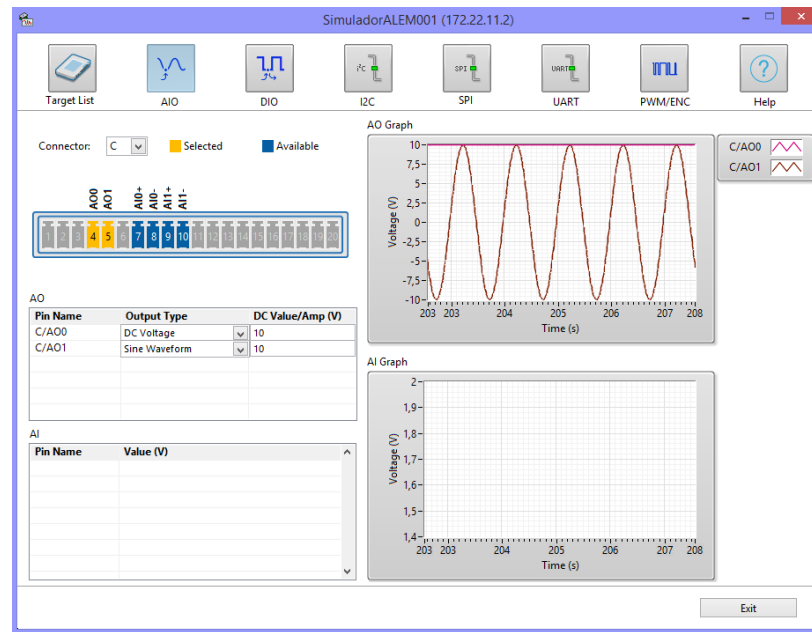 SimuladorALEM001 (172.22.11.2)
Target List AIO DIO I2C SPI UART PWM/ENC Help
I²C SPI UART
Connector: C Selected Available
AO0 AO1 AI0+ AI0- AI1+ AI1-
1 2 3 4 5 6 7 8 9 10 11 12 13 14 15 16 17 18 19 20
AO
Pin Name Output Type DC Value/Amp (V)
C/AO0 DC Voltage 10
C/AO1 Sine Waveform 10
AI
Pin Name Value (V)
AO Graph
Voltage (V)
10
7,5
5
2,5
0
-2,5
-5
-7,5
-10
203 203 204 205 206 207 208
Time (s)
C/AO0
C/AO1
AI Graph
Voltage (V)
2
1,9
1,8
1,7
1,6
1,5
1,4
203 203 204 205 206 207 208
Time (s)
Exit